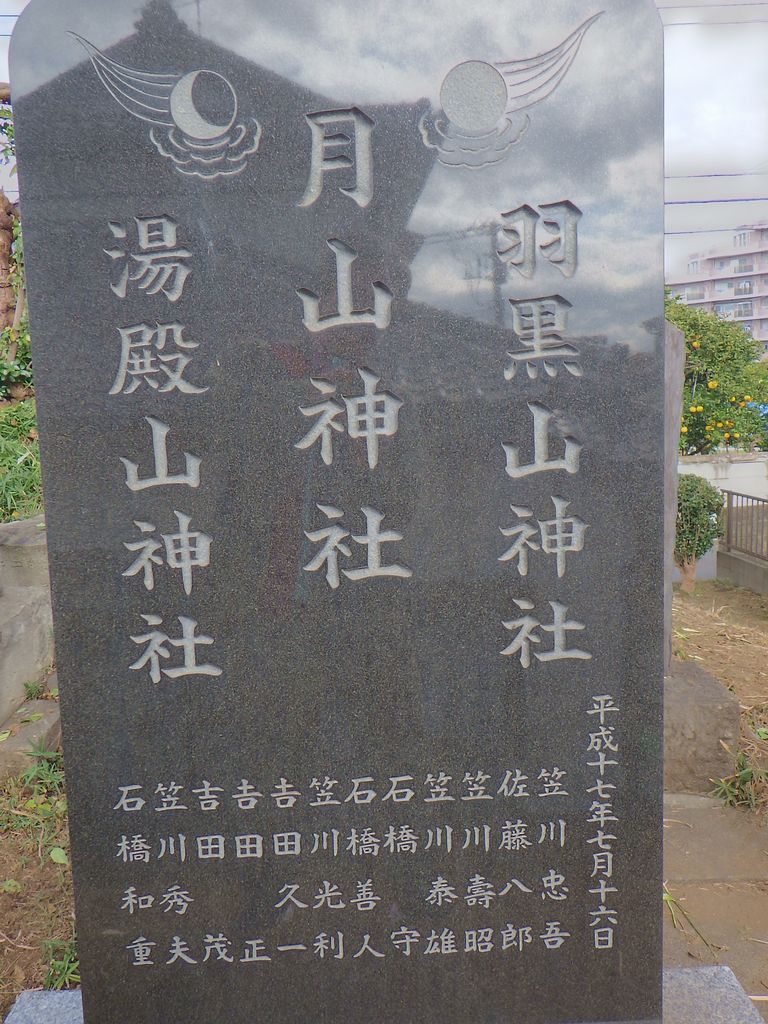 羽黒山神社
月山神社
湯殿山神社
平成十七年七月十六日
笠川忠吾
佐藤八郎
笠川壽昭
笠川泰雄
石橋守
石橋善人
笠川光利
𠮷田久一
𠮷田正
吉田茂
笠川秀夫
石橋和重